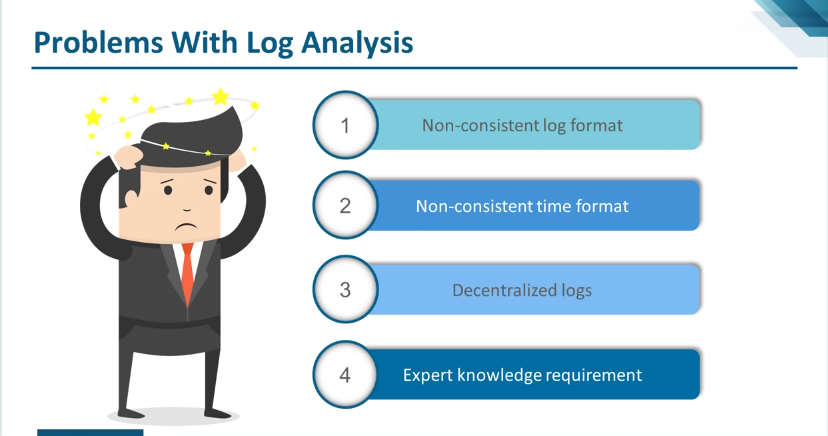 Problems With Log Analysis
1
Non-consistent log format
2
Non-consistent time format
3
Decentralized logs
4
Expert knowledge requirement